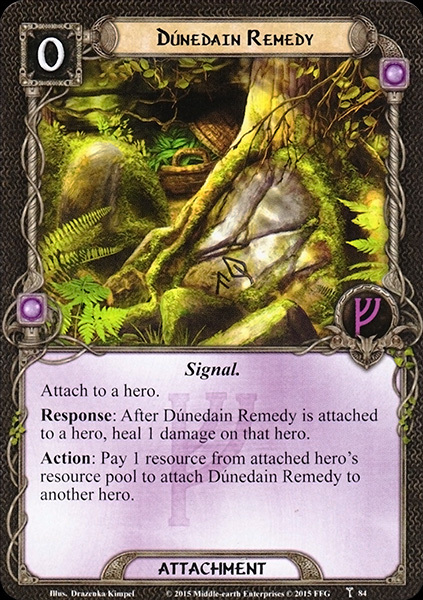 0
DÚNEDAIN REMEDY
Signal.
Attach to a hero.
Response: After Dúnedain Remedy is attached
to a hero, heal 1 damage on that hero.
Action: Pay 1 resource from attached hero's
resource pool to attach Dúnedain Remedy to
another hero.
ATTACHMENT
Illus. Drazenka Kimpel © 2015 Middle-earth Enterprises © 2015 FFG 84